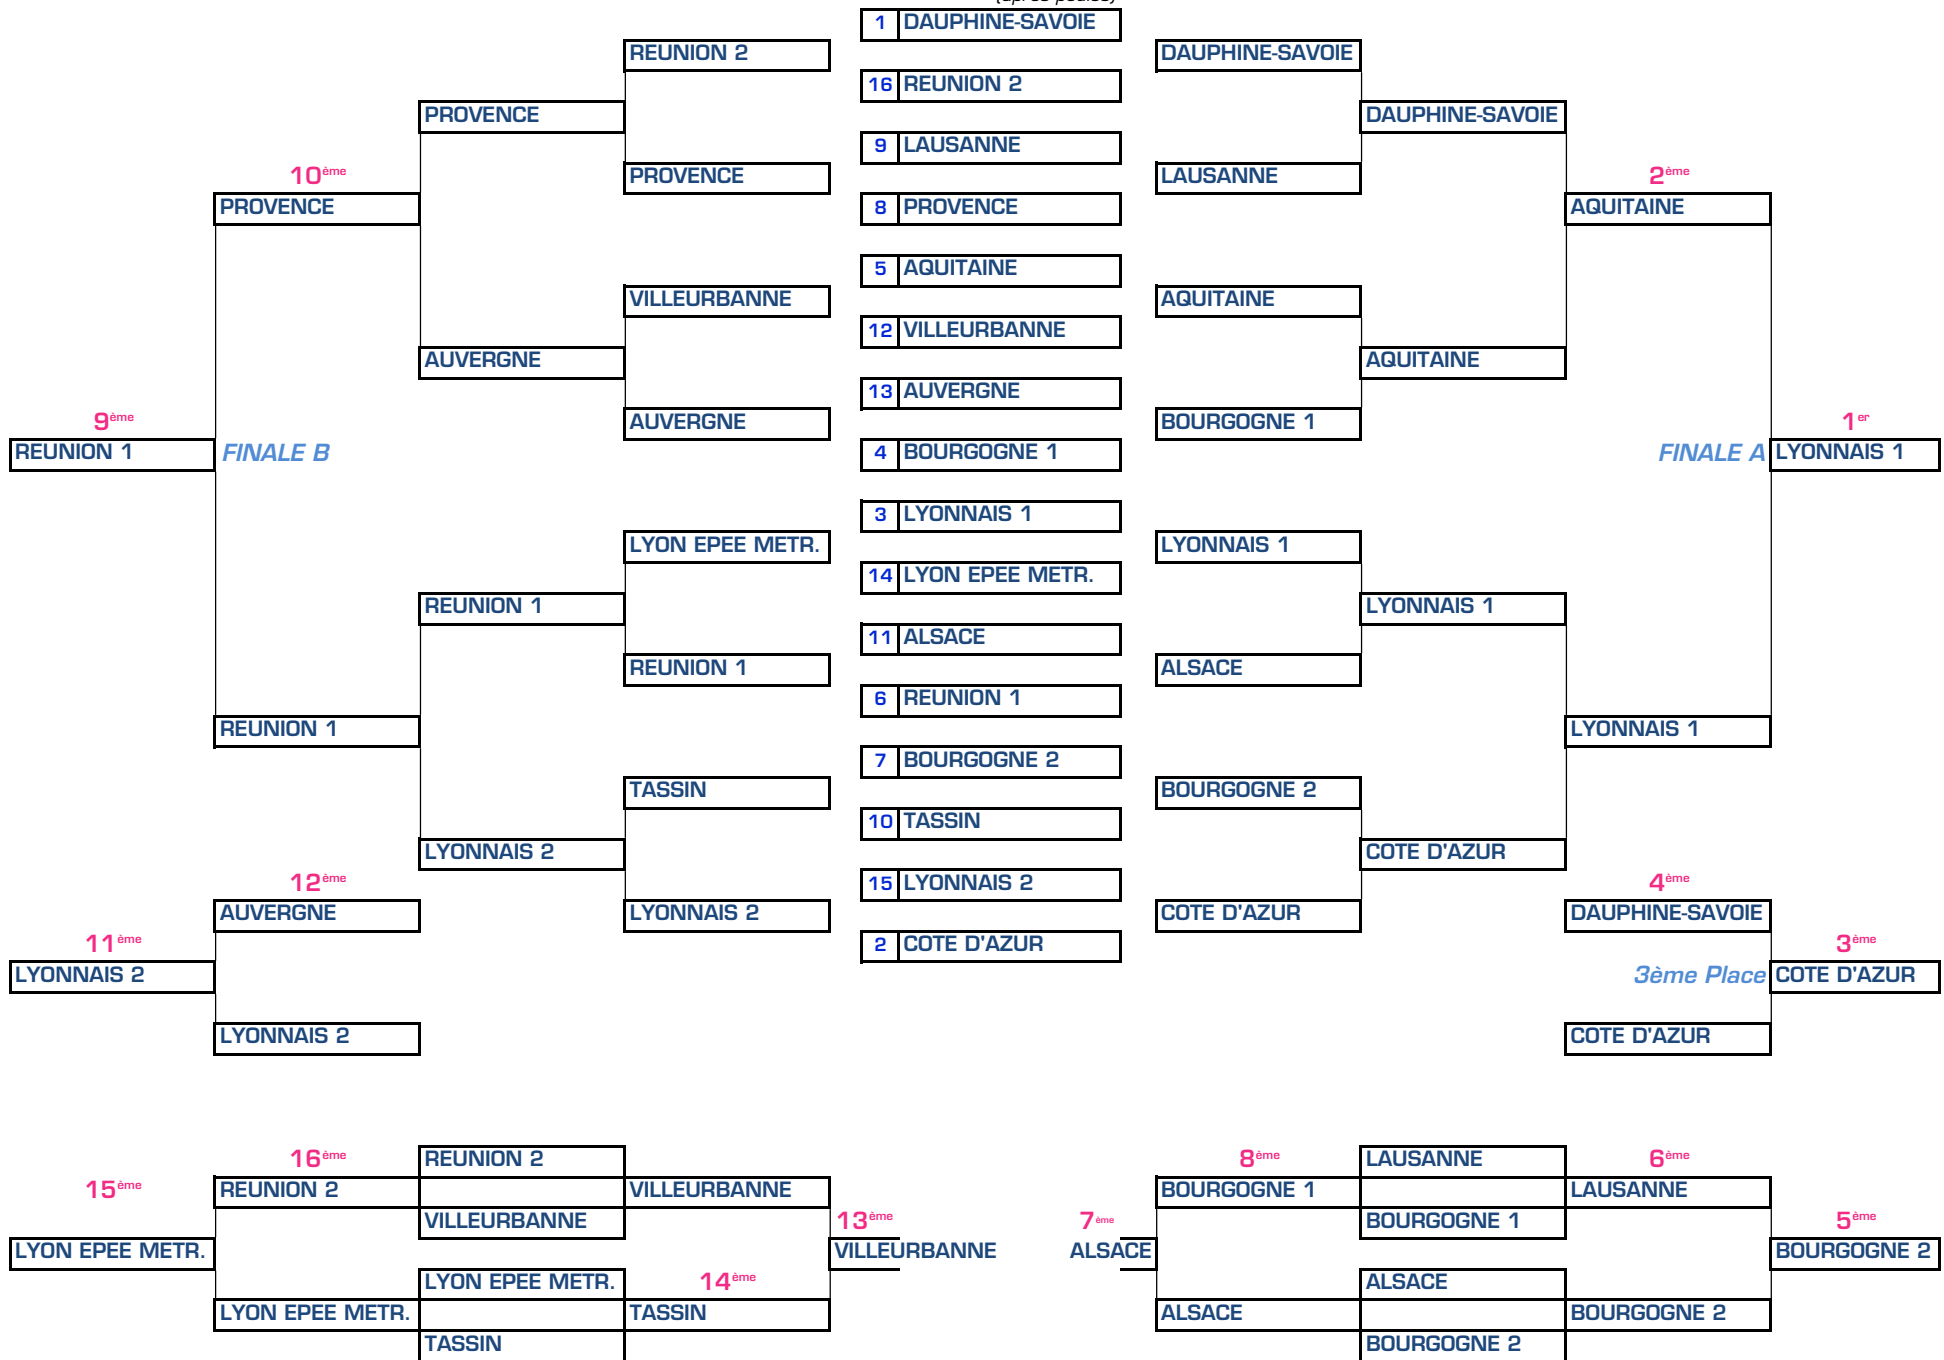 (après poules)
1 DAUPHINE-SAVOIE
REUNION 2
DAUPHINE-SAVOIE
16 REUNION 2
PROVENCE
DAUPHINE-SAVOIE
9 LAUSANNE
10ème
PROVENCE
LAUSANNE
2ème
PROVENCE
8 PROVENCE
AQUITAINE
5 AQUITAINE
VILLEURBANNE
AQUITAINE
12 VILLEURBANNE
AUVERGNE
AQUITAINE
13 AUVERGNE
9ème
AUVERGNE
BOURGOGNE 1
1er
REUNION 1
FINALE B
4 BOURGOGNE 1
FINALE A
LYONNAIS 1
3 LYONNAIS 1
LYON EPEE METR.
LYONNAIS 1
14 LYON EPEE METR.
REUNION 1
LYONNAIS 1
11 ALSACE
REUNION 1
ALSACE
6 REUNION 1
REUNION 1
LYONNAIS 1
7 BOURGOGNE 2
TASSIN
BOURGOGNE 2
10 TASSIN
LYONNAIS 2
COTE D'AZUR
12ème
15 LYONNAIS 2
4ème
AUVERGNE
LYONNAIS 2
COTE D'AZUR
DAUPHINE-SAVOIE
11ème
2 COTE D'AZUR
3ème
LYONNAIS 2
3ème Place
COTE D'AZUR
LYONNAIS 2
COTE D'AZUR
16ème
REUNION 2
8ème
LAUSANNE
6ème
15ème
REUNION 2
VILLEURBANNE
BOURGOGNE 1
LAUSANNE
VILLEURBANNE
13ème
7ème
BOURGOGNE 1
5ème
LYON EPEE METR.
VILLEURBANNE
ALSACE
BOURGOGNE 2
LYON EPEE METR.
14ème
ALSACE
LYON EPEE METR.
TASSIN
ALSACE
BOURGOGNE 2
TASSIN
BOURGOGNE 2